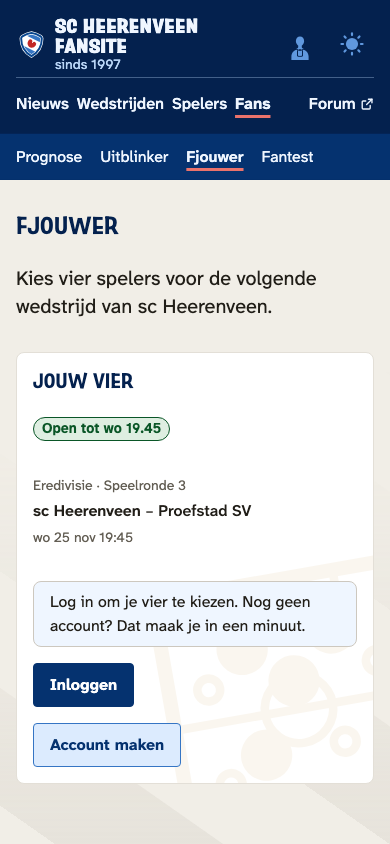 SC HEERENVEEN
FANSITE
sinds 1997
Nieuws Wedstrijden Spelers Fans Forum
Prognose Uitblinker Fjouwer Fantest
FJOUWER
Kies vier spelers voor de volgende
wedstrijd van sc Heerenveen.
JOUW VIER
Open tot wo 19.45
Eredivisie · Speelronde 3
sc Heerenveen – Proefstad SV
wo 25 nov 19:45
Log in om je vier te kiezen. Nog geen
account? Dat maak je in een minuut.
Inloggen
Account maken